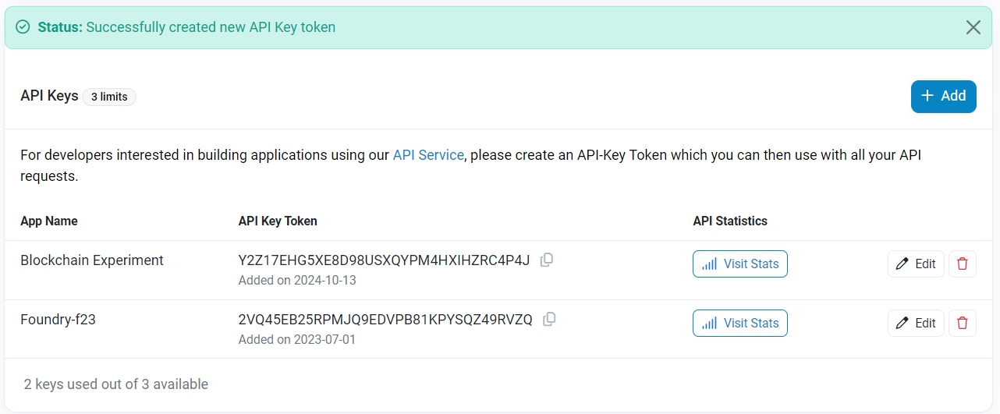 Status: Successfully created new API Key token
API Keys 3 limits
+ Add
For developers interested in building applications using our API Service, please create an API-Key Token which you can then use with all your API
requests.
App Name API Key Token API Statistics
Blockchain Experiment Y2Z17EHG5XE8D98USXQYPM4HXIHZRC4P4J Visit Stats Edit
Added on 2024-10-13
Foundry-f23 2VQ45EB25RPMJQ9EDVPB81KPYSQZ49RVZQ Visit Stats Edit
Added on 2023-07-01
2 keys used out of 3 available